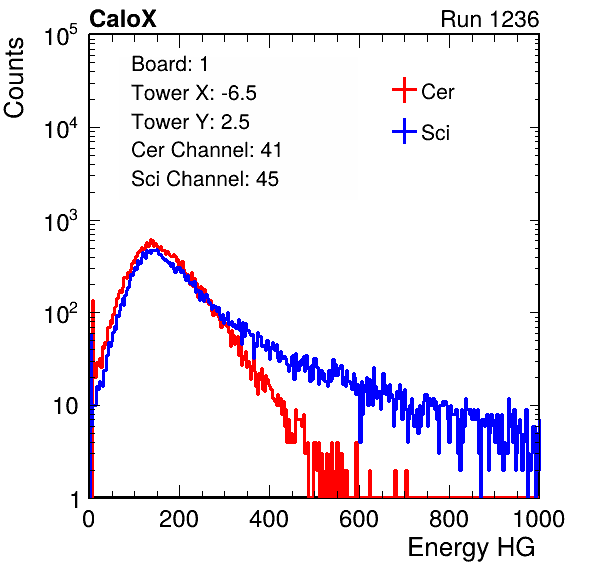 CaloX Run 1236
Counts
10^5
10^4
10^3
10^2
10
1
Board: 1
Tower X: -6.5
Tower Y: 2.5
Cer Channel: 41
Sci Channel: 45
Cer
Sci
0 200 400 600 800 1000
Energy HG